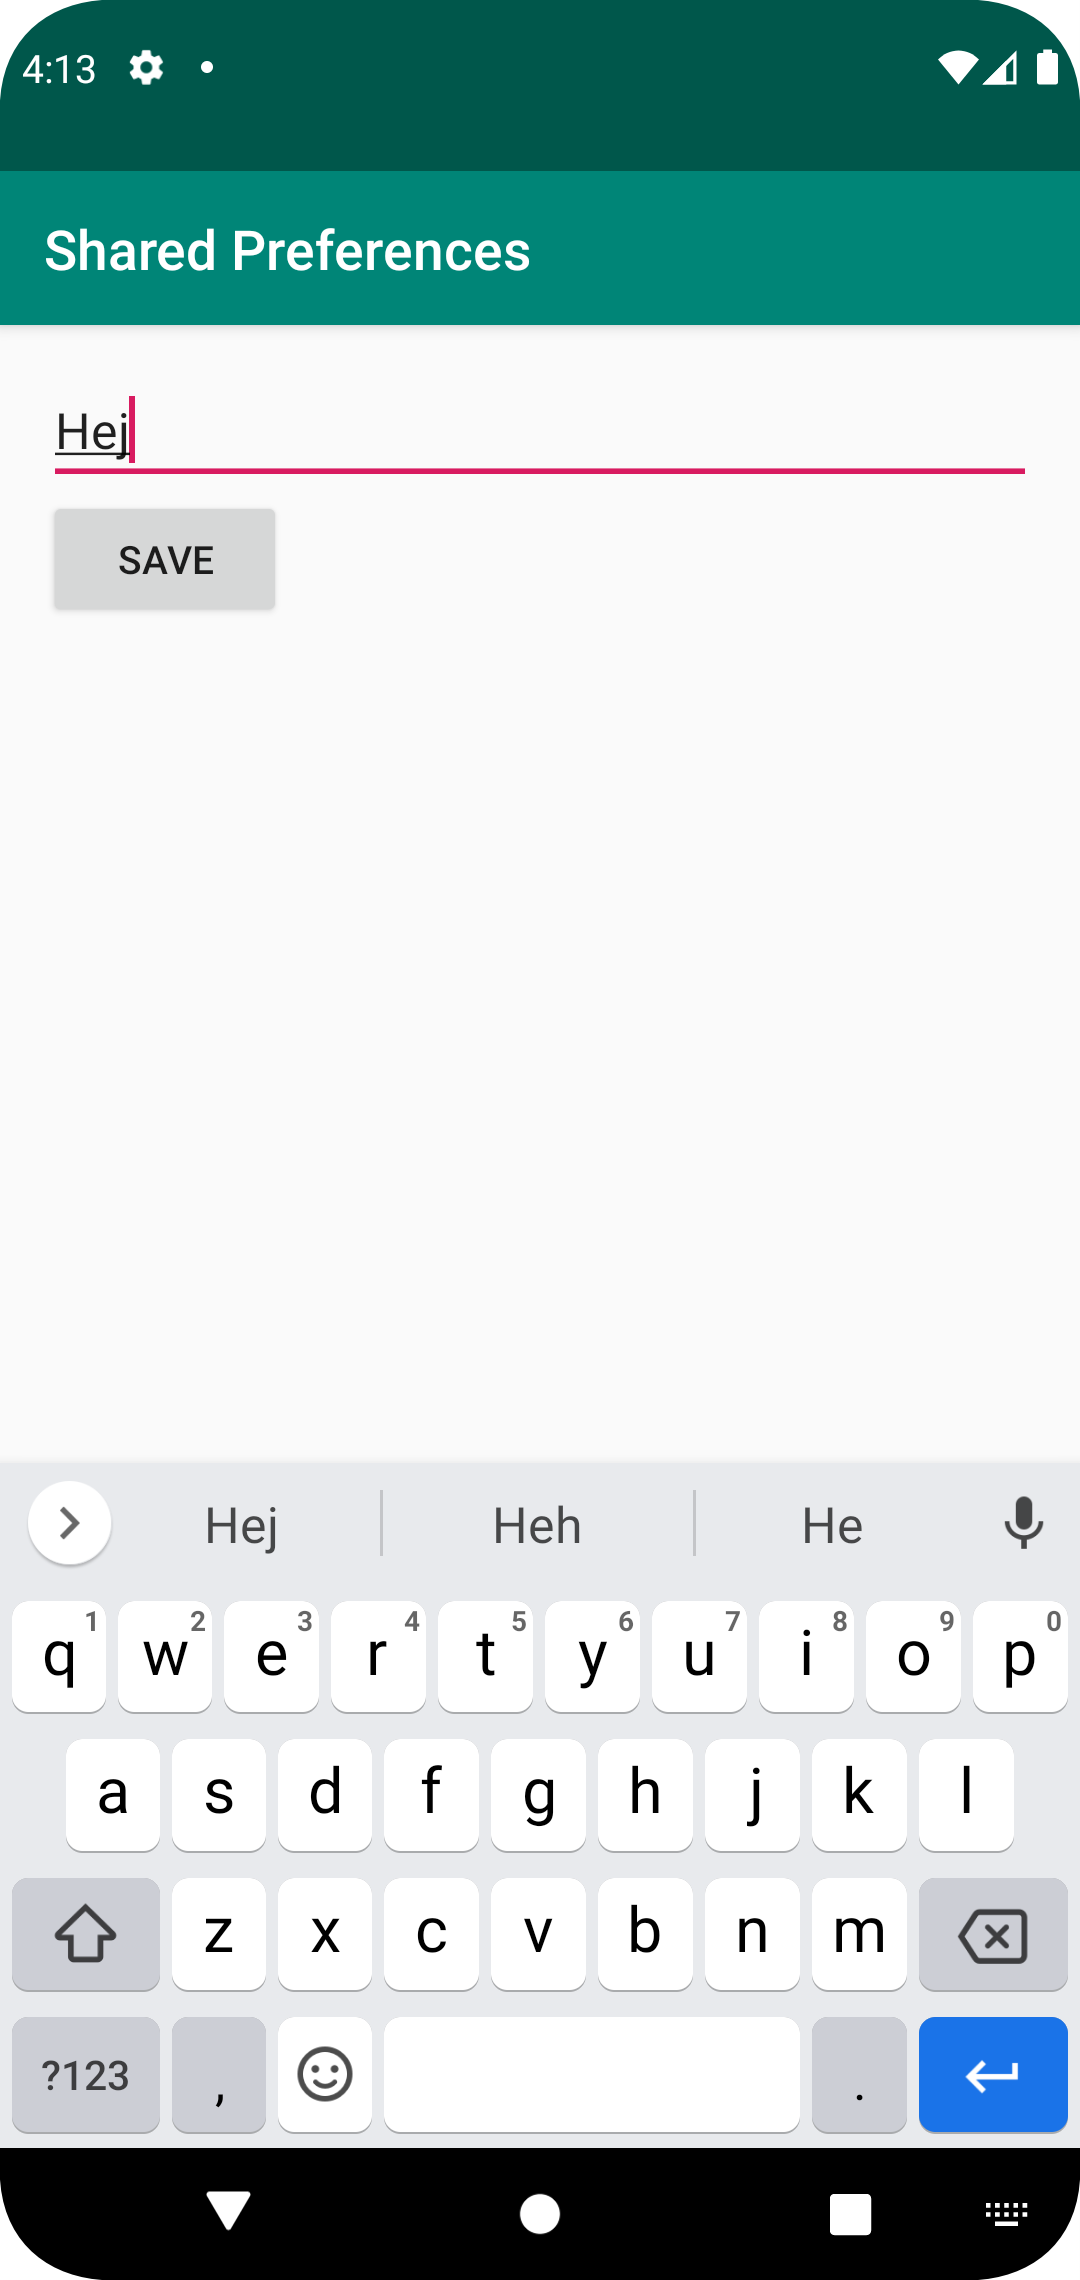 4:13
Shared Preferences
Hej
SAVE
Hej Heh He
q 1 w 2 e 3 r 4 t 5 y 6 u 7 i 8 o 9 p 0
a s d f g h j k l
z x c v b n m
?123 , .